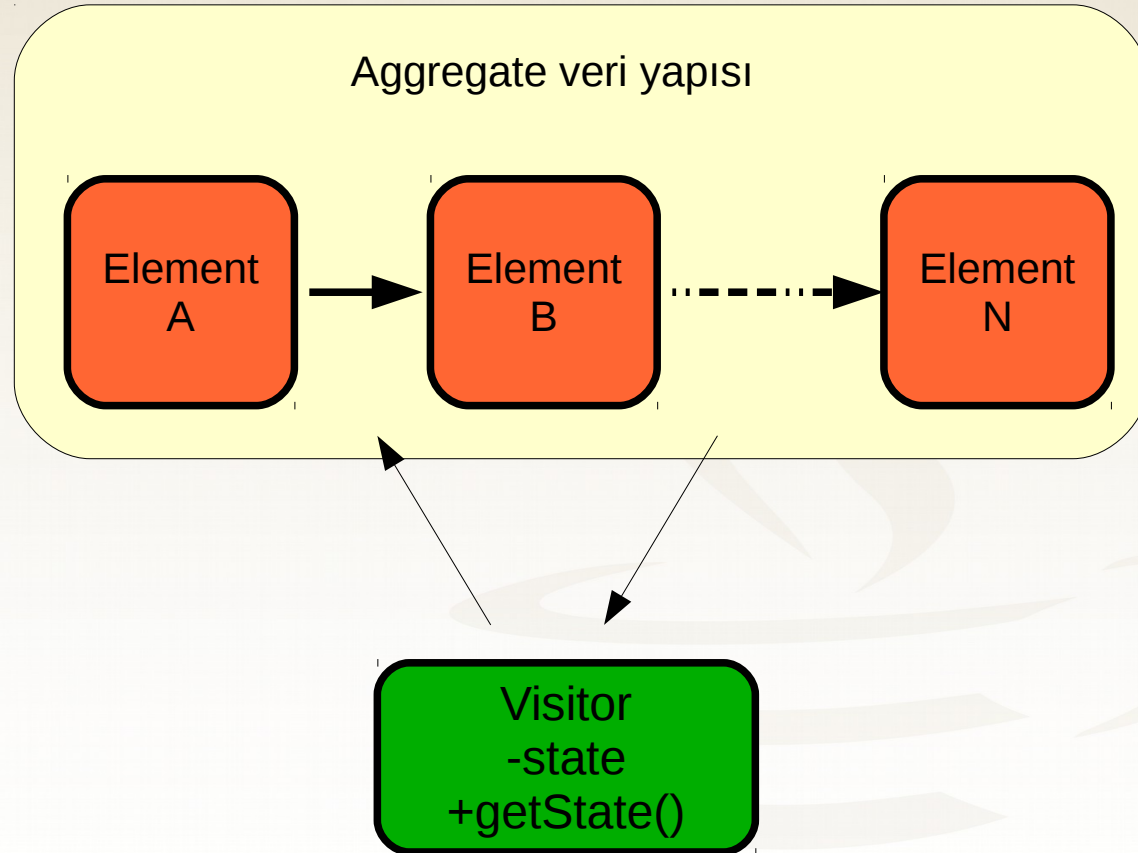 Aggregate veri yapısı
Element
A
Element
B
Element
N
Visitor
-state
+getState()